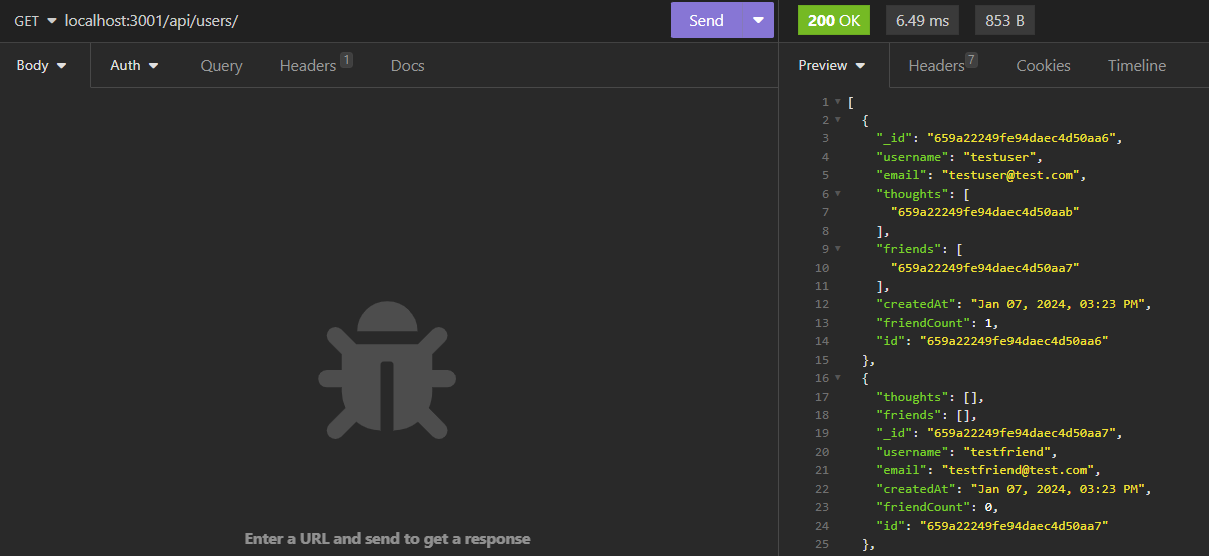 GET localhost:3001/api/users/ Send 200 OK 6.49 ms 853 B
Body Auth Query Headers 1 Docs Preview Headers 7 Cookies Timeline
1 [
2 {
3 "_id": "659a22249fe94daec4d50aa6",
4 "username": "testuser",
5 "email": "testuser@test.com",
6 "thoughts": [
7 "659a22249fe94daec4d50aab"
8 ],
9 "friends": [
10 "659a22249fe94daec4d50aa7"
11 ],
12 "createdAt": "Jan 07, 2024, 03:23 PM",
13 "friendCount": 1,
14 "id": "659a22249fe94daec4d50aa6"
15 },
16 {
17 "thoughts": [],
18 "friends": [],
19 "_id": "659a22249fe94daec4d50aa7",
20 "username": "testfriend",
21 "email": "testfriend@test.com",
22 "createdAt": "Jan 07, 2024, 03:23 PM",
23 "friendCount": 0,
24 "id": "659a22249fe94daec4d50aa7"
25 },
Enter a URL and send to get a response